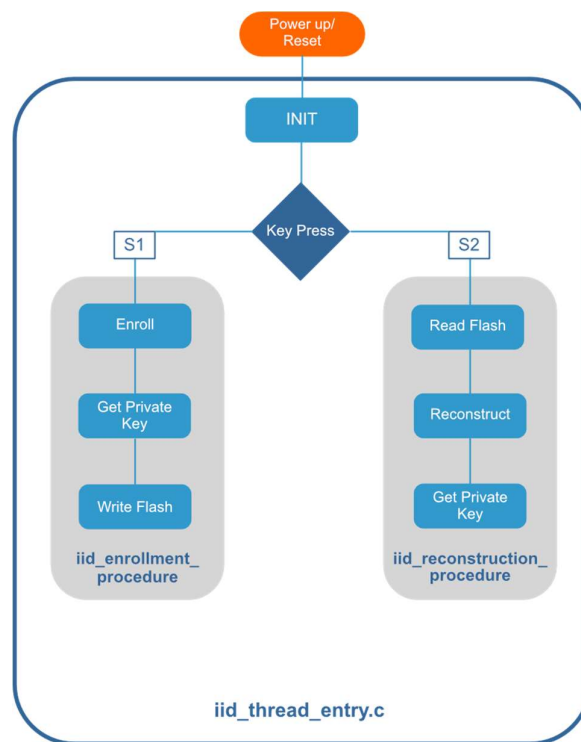 Power up/
Reset
INIT
Key Press
S1
S2
Enroll
Get Private
Key
Write Flash
iid_enrollment_
procedure
Read Flash
Reconstruct
Get Private
Key
iid_reconstruction_
procedure
iid_thread_entry.c